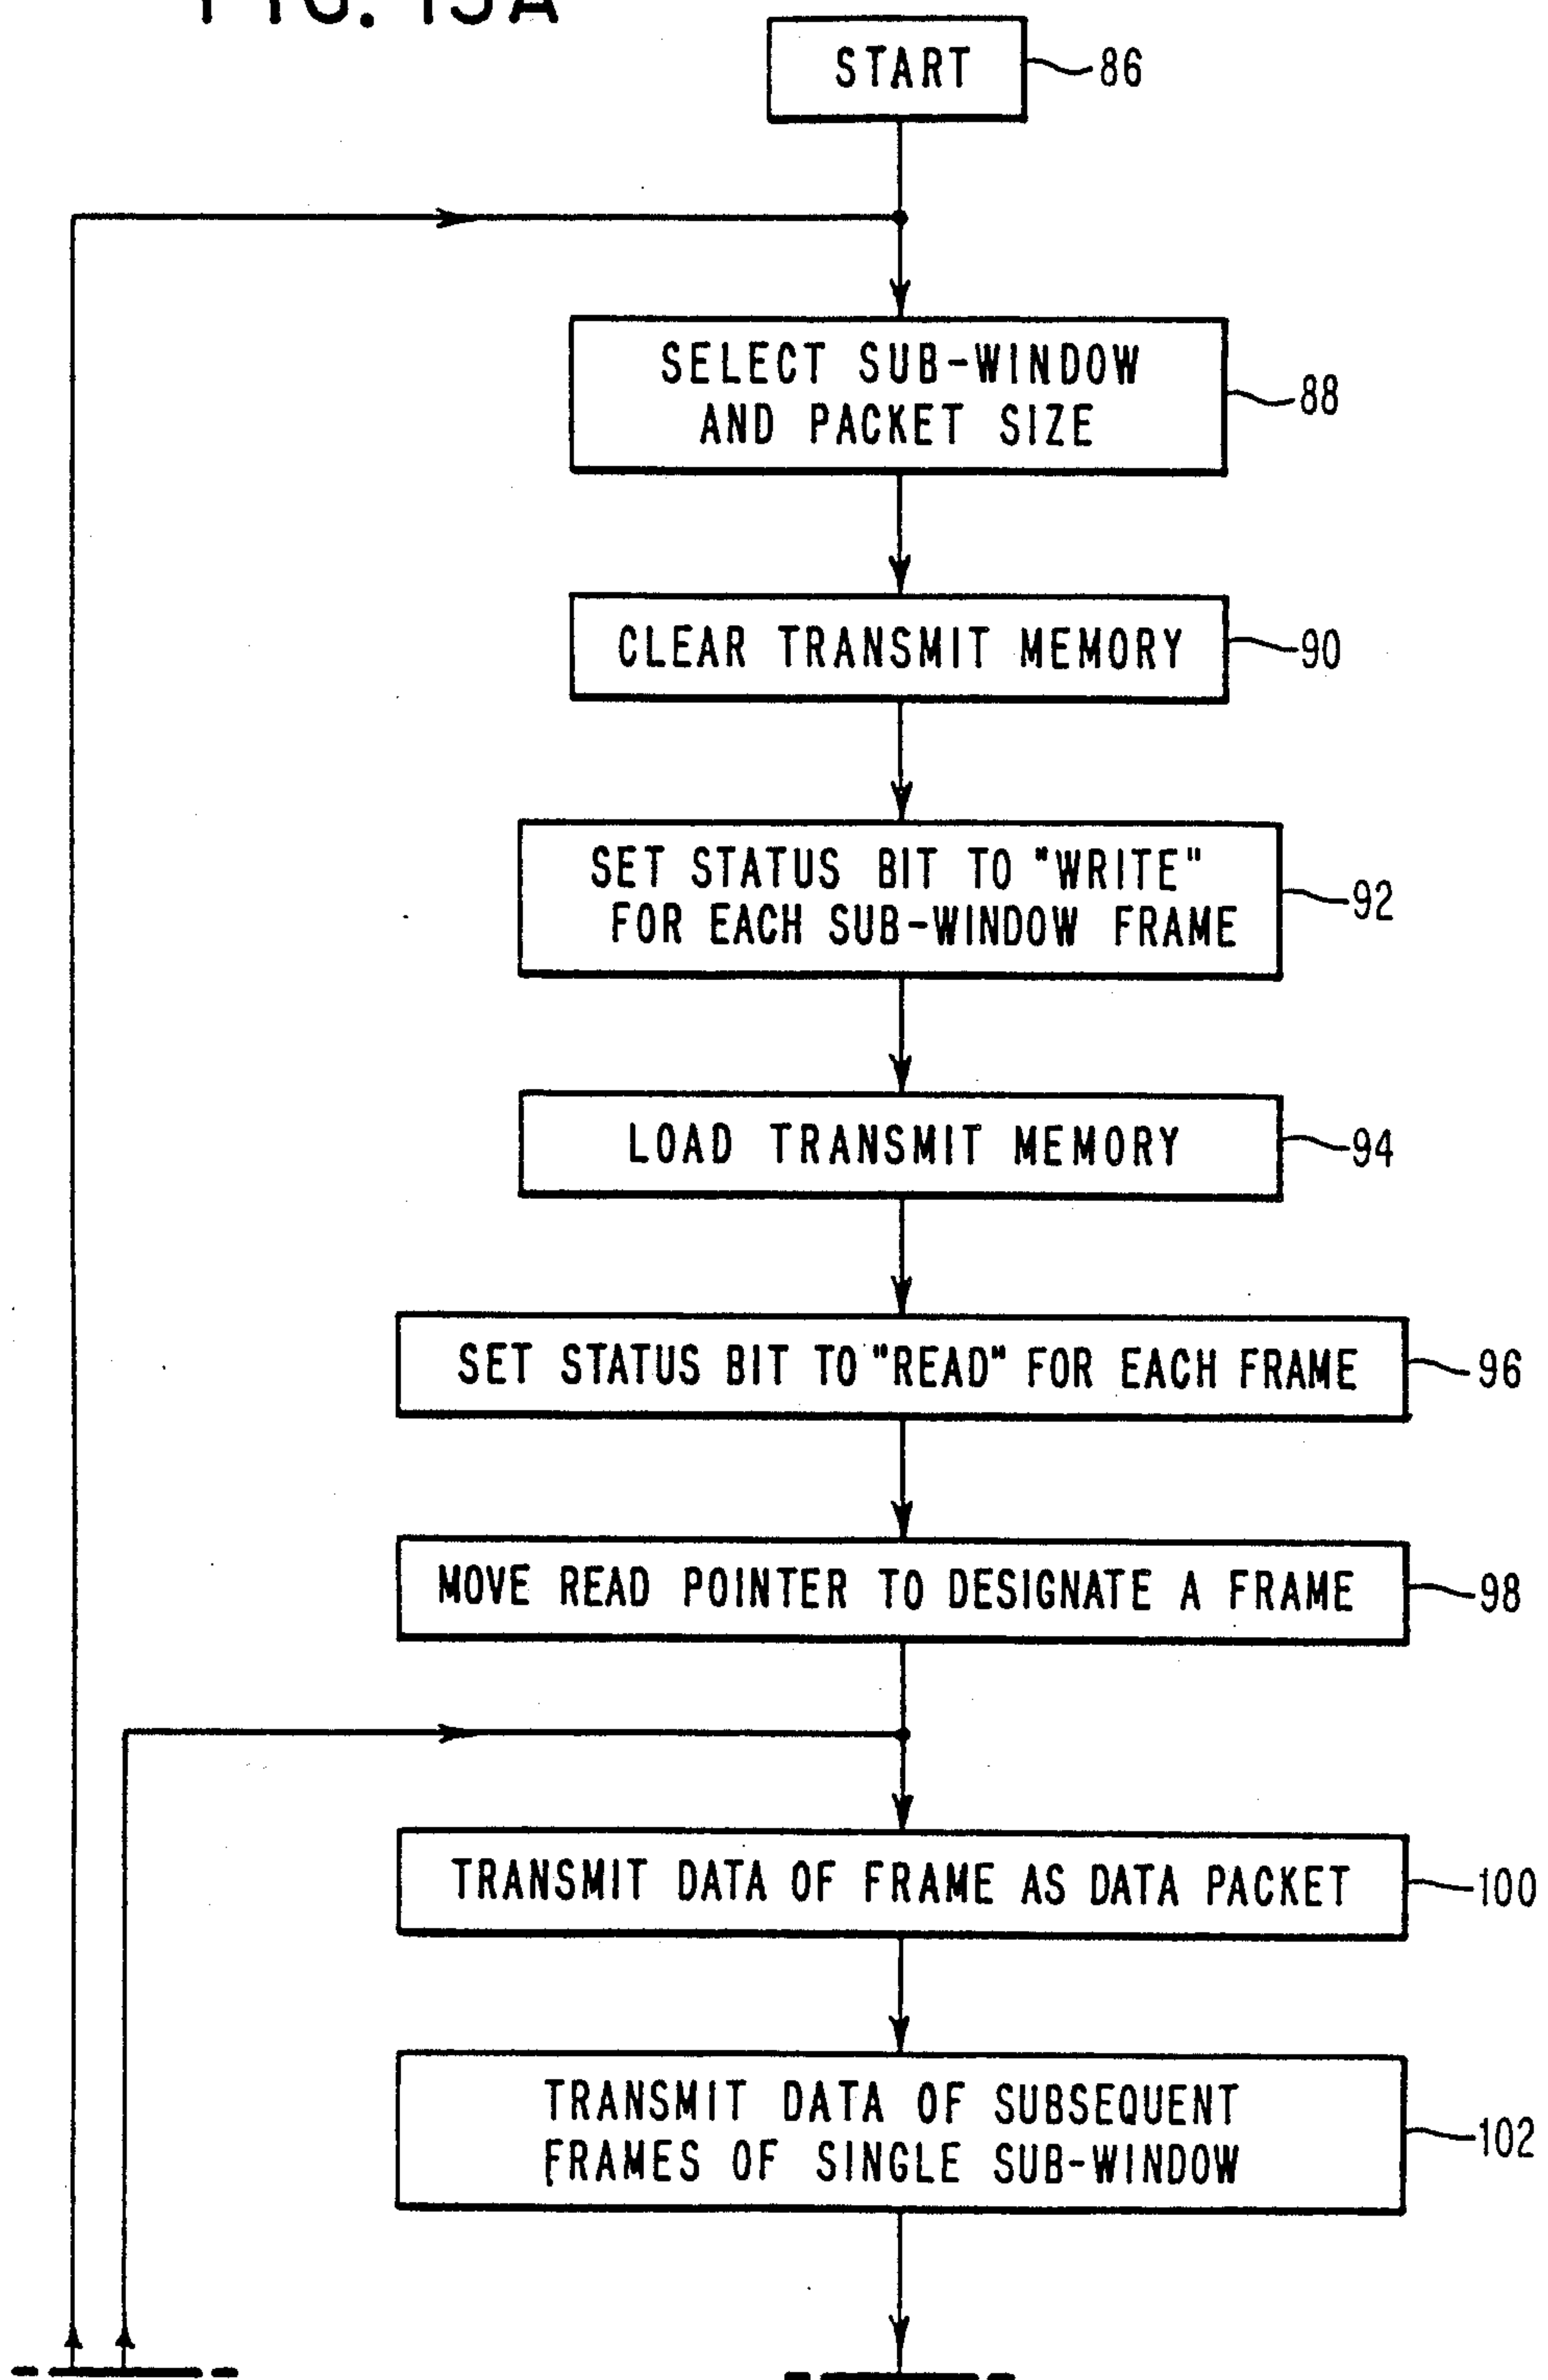 FIG. 15A
START
86
SELECT SUB-WINDOW
AND PACKET SIZE
88
CLEAR TRANSMIT MEMORY
90
SET STATUS BIT TO "WRITE"
FOR EACH SUB-WINDOW FRAME
92
LOAD TRANSMIT MEMORY
94
SET STATUS BIT TO "READ" FOR EACH FRAME
96
MOVE READ POINTER TO DESIGNATE A FRAME
98
TRANSMIT DATA OF FRAME AS DATA PACKET
100
TRANSMIT DATA OF SUBSEQUENT
FRAMES OF SINGLE SUB-WINDOW
102